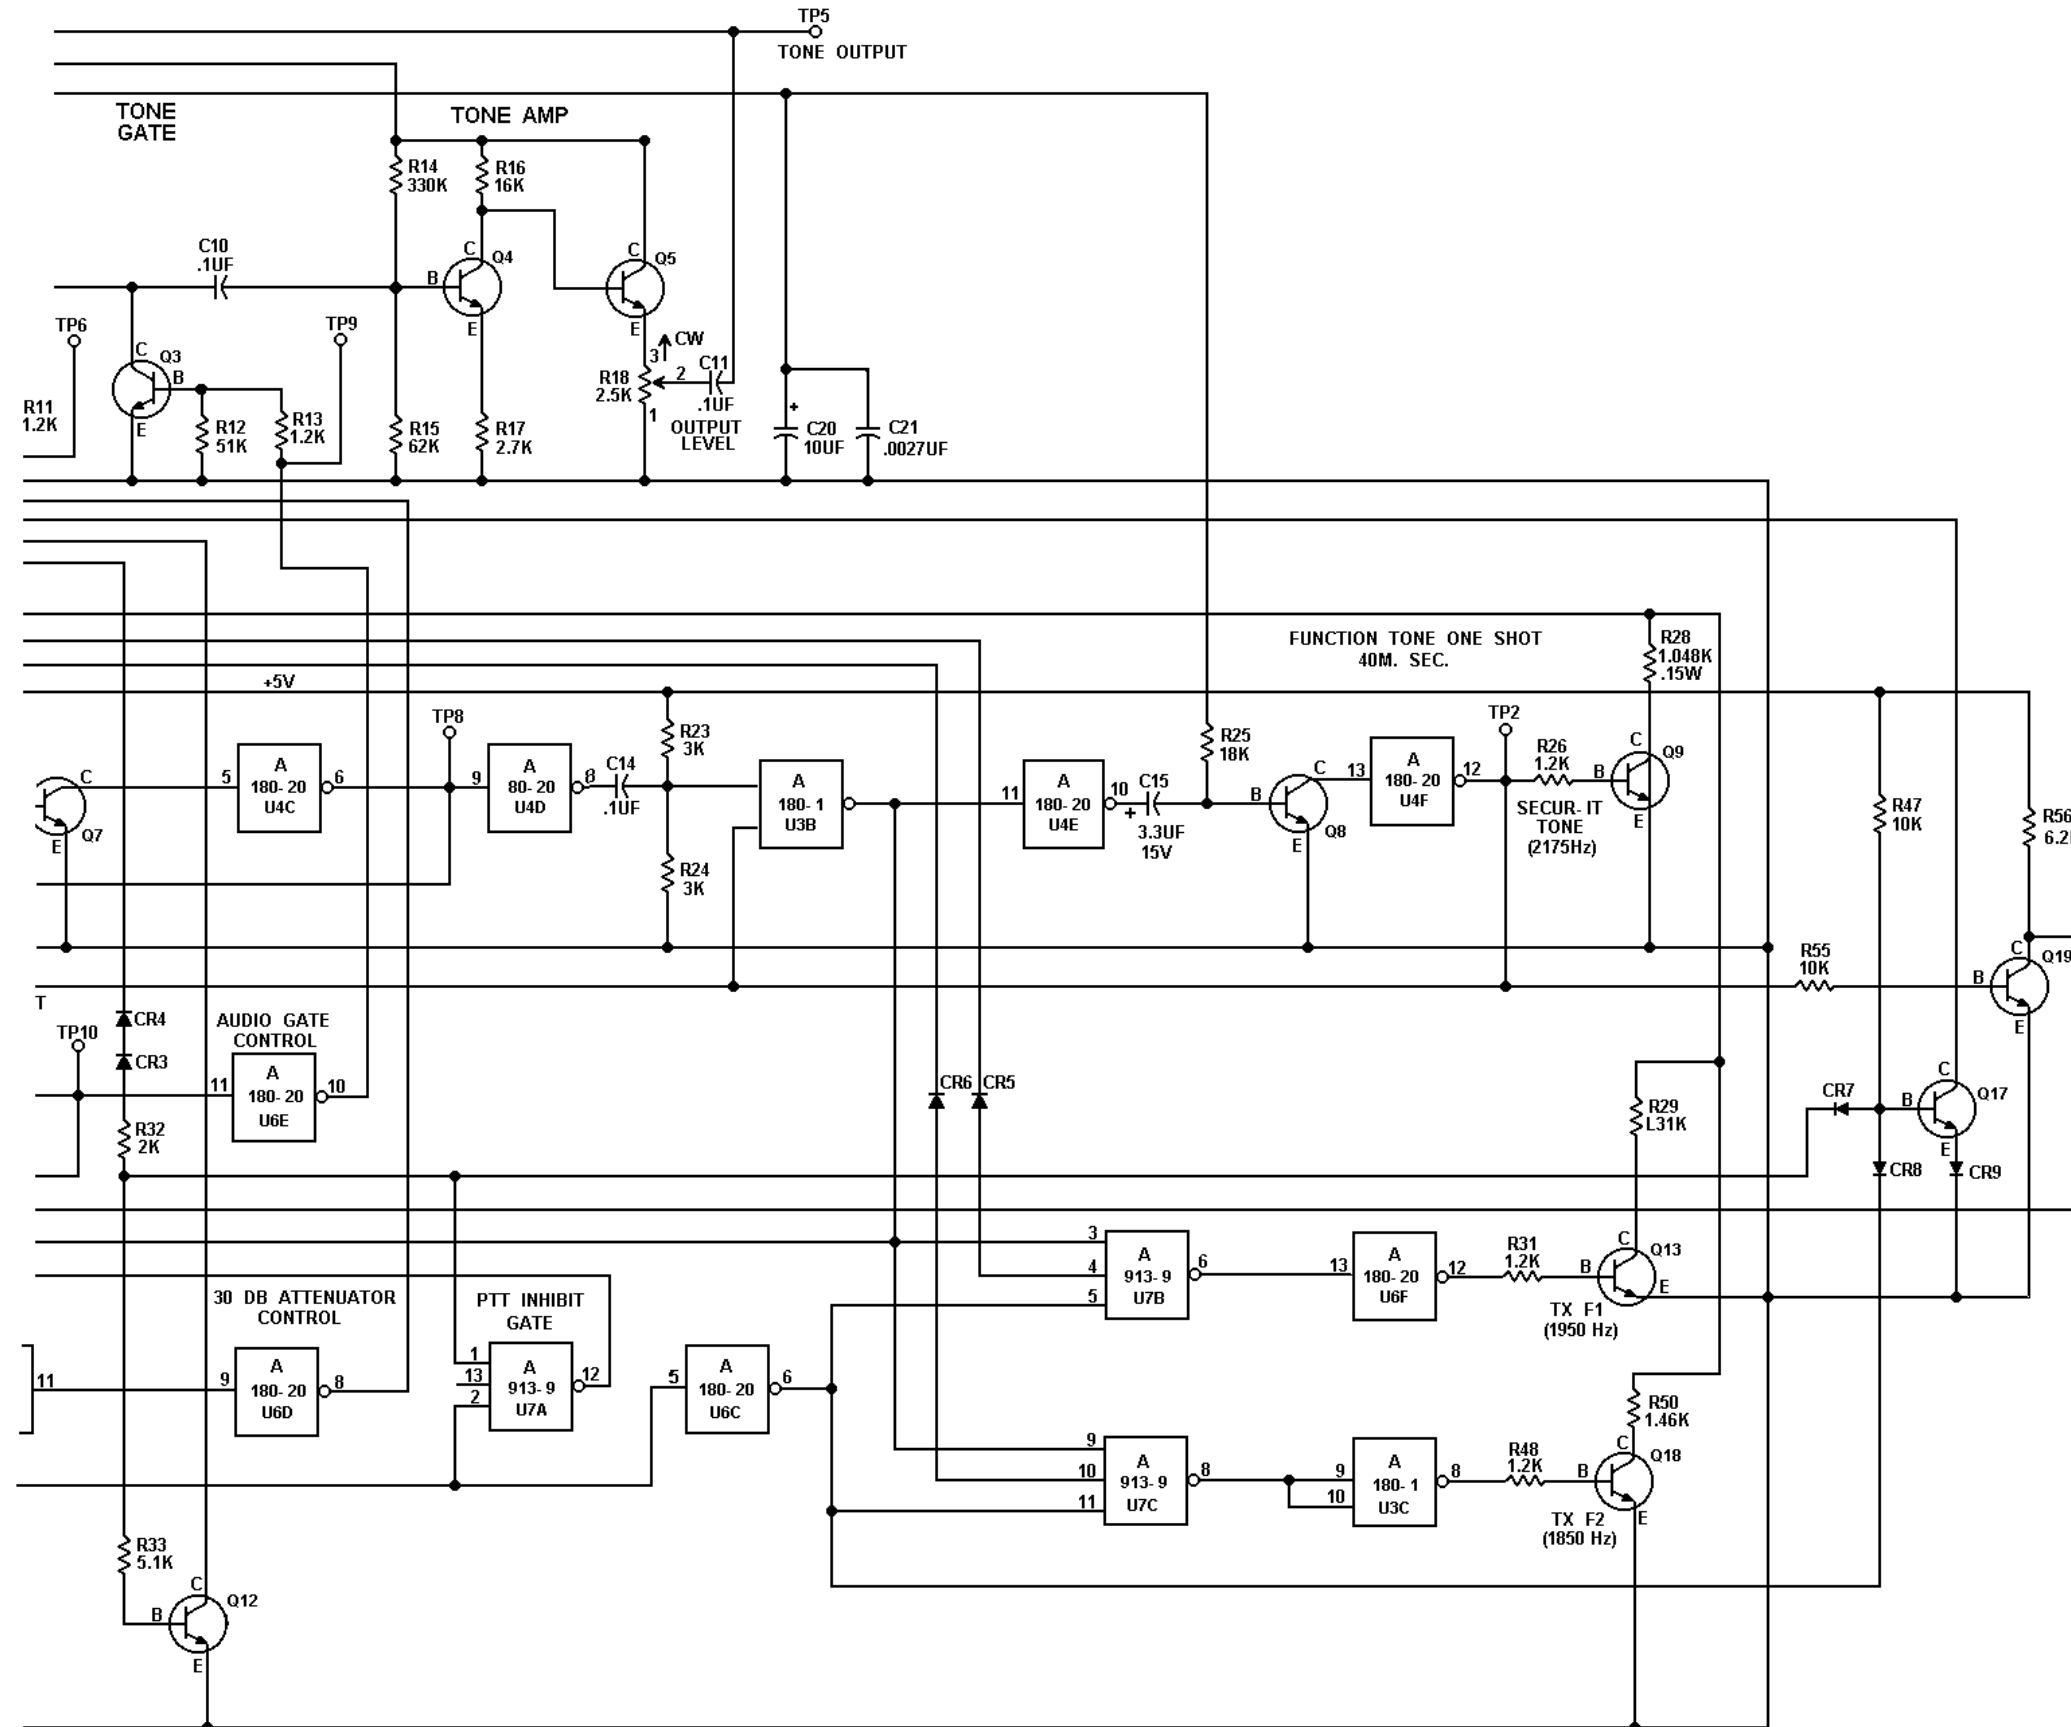 TP5
TONE OUTPUT
TONE
GATE
TONE AMP
R14
330K
R16
16K
C10
.1UF
C
Q4
B
E
C
Q5
E
TP6
TP9
C
Q3
B
E
R11
1.2K
R12
51K
R13
1.2K
R15
62K
R17
2.7K
CW
3
R18
2.5K
2
1
C11
.1UF
OUTPUT
LEVEL
+
C20
10UF
C21
.0027UF
FUNCTION TONE ONE SHOT
40M. SEC.
R28
1.048K
.15W
+5V
TP8
R23
3K
R25
18K
TP2
R26
1.2K
C
Q9
B
E
C
Q7
E
5
A
180-20
U4C
6
9
A
80-20
U4D
8
C14
.1UF
A
180-1
U3B
11
A
180-20
U4E
10
C15
+
3.3UF
15V
B
C
Q8
E
13
A
180-20
U4F
12
SECUR-IT
TONE
(2175Hz)
R47
10K
R56
R24
3K
R55
10K
C
Q19
B
E
T
TP10
CR4
CR3
AUDIO GATE
CONTROL
11
A
180-20
U6E
10
R32
2K
CR6
CR5
R29
L31K
CR7
C
B
Q17
E
CR8
CR9
3
4
5
A
913-9
U7B
6
13
A
180-20
U6F
12
R31
1.2K
C
Q13
B
E
TX F1
(1950 Hz)
30 DB ATTENUATOR
CONTROL
PTT INHIBIT
GATE
11
9
A
180-20
U6D
8
1
13
2
A
913-9
U7A
12
5
A
180-20
U6C
6
R50
1.46K
9
10
11
A
913-9
U7C
8
9
10
A
180-1
U3C
8
R48
1.2K
C
Q18
B
E
TX F2
(1850 Hz)
R33
5.1K
C
Q12
B
E